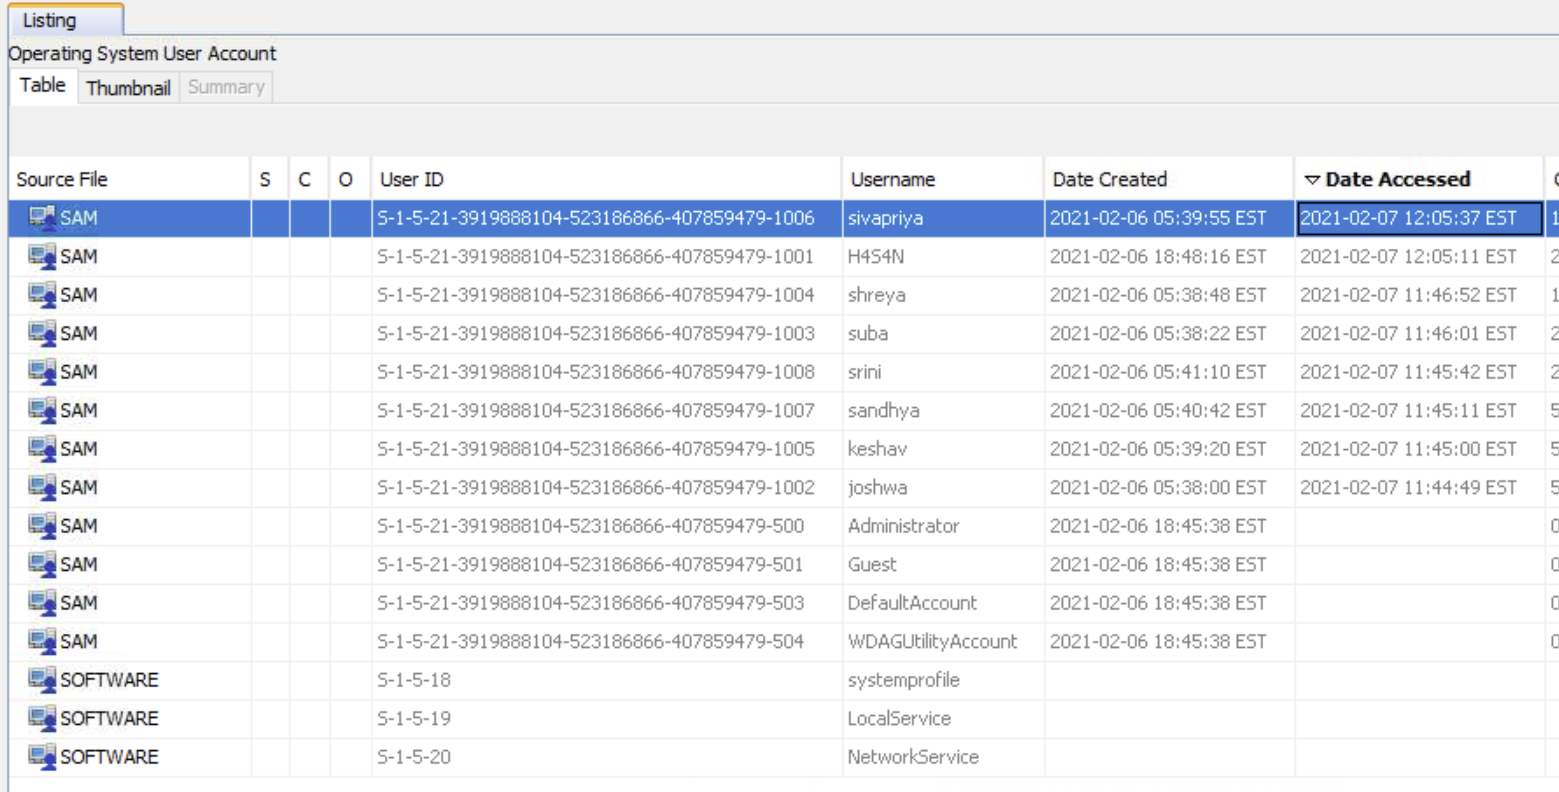 Listing
Operating System User Account
Table Thumbnail Summary
Source File S C O User ID Username Date Created Date Accessed
SAM S-1-5-21-3919888104-523186866-407859479-1006 sivapriya 2021-02-06 05:39:55 EST 2021-02-07 12:05:37 EST 1
SAM S-1-5-21-3919888104-523186866-407859479-1001 H4S4N 2021-02-06 18:48:16 EST 2021-02-07 12:05:11 EST 2
SAM S-1-5-21-3919888104-523186866-407859479-1004 shreya 2021-02-06 05:38:48 EST 2021-02-07 11:46:52 EST 1
SAM S-1-5-21-3919888104-523186866-407859479-1003 suba 2021-02-06 05:38:22 EST 2021-02-07 11:46:01 EST 2
SAM S-1-5-21-3919888104-523186866-407859479-1008 srini 2021-02-06 05:41:10 EST 2021-02-07 11:45:42 EST 2
SAM S-1-5-21-3919888104-523186866-407859479-1007 sandhya 2021-02-06 05:40:42 EST 2021-02-07 11:45:11 EST 5
SAM S-1-5-21-3919888104-523186866-407859479-1005 keshav 2021-02-06 05:39:20 EST 2021-02-07 11:45:00 EST 5
SAM S-1-5-21-3919888104-523186866-407859479-1002 joshwa 2021-02-06 05:38:00 EST 2021-02-07 11:44:49 EST 5
SAM S-1-5-21-3919888104-523186866-407859479-500 Administrator 2021-02-06 18:45:38 EST 0
SAM S-1-5-21-3919888104-523186866-407859479-501 Guest 2021-02-06 18:45:38 EST 0
SAM S-1-5-21-3919888104-523186866-407859479-503 DefaultAccount 2021-02-06 18:45:38 EST 0
SAM S-1-5-21-3919888104-523186866-407859479-504 WDAGUtilityAccount 2021-02-06 18:45:38 EST 0
SOFTWARE S-1-5-18 systemprofile
SOFTWARE S-1-5-19 LocalService
SOFTWARE S-1-5-20 NetworkService